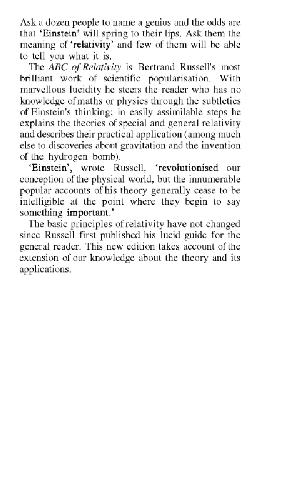 Ask a dozen people to name a genius and the odds are
that 'Einstein' will spring to their lips. Ask them the
meaning of 'relativity' and few of them will be able
to tell you what it is.
The ABC of Relativity is Bertrand Russell's most
brilliant work of scientific popularisation. With
marvellous lucidity he steers the reader who has no
knowledge of maths or physics through the subtleties
of Einstein's thinking; in easily assimilable steps he
explains the theories of special and general relativity
and describes their practical application (among much
else to discoveries about gravitation and the invention
of the hydrogen bomb).
'Einstein', wrote Russell, 'revolutionised our
conception of the physical world, but the innumerable
popular accounts of his theory generally cease to be
intelligible at the point where they begin to say
something important.'
The basic principles of relativity have not changed
since Russell first published his lucid guide for the
general reader. This new edition takes account of the
extension of our knowledge about the theory and its
applications.